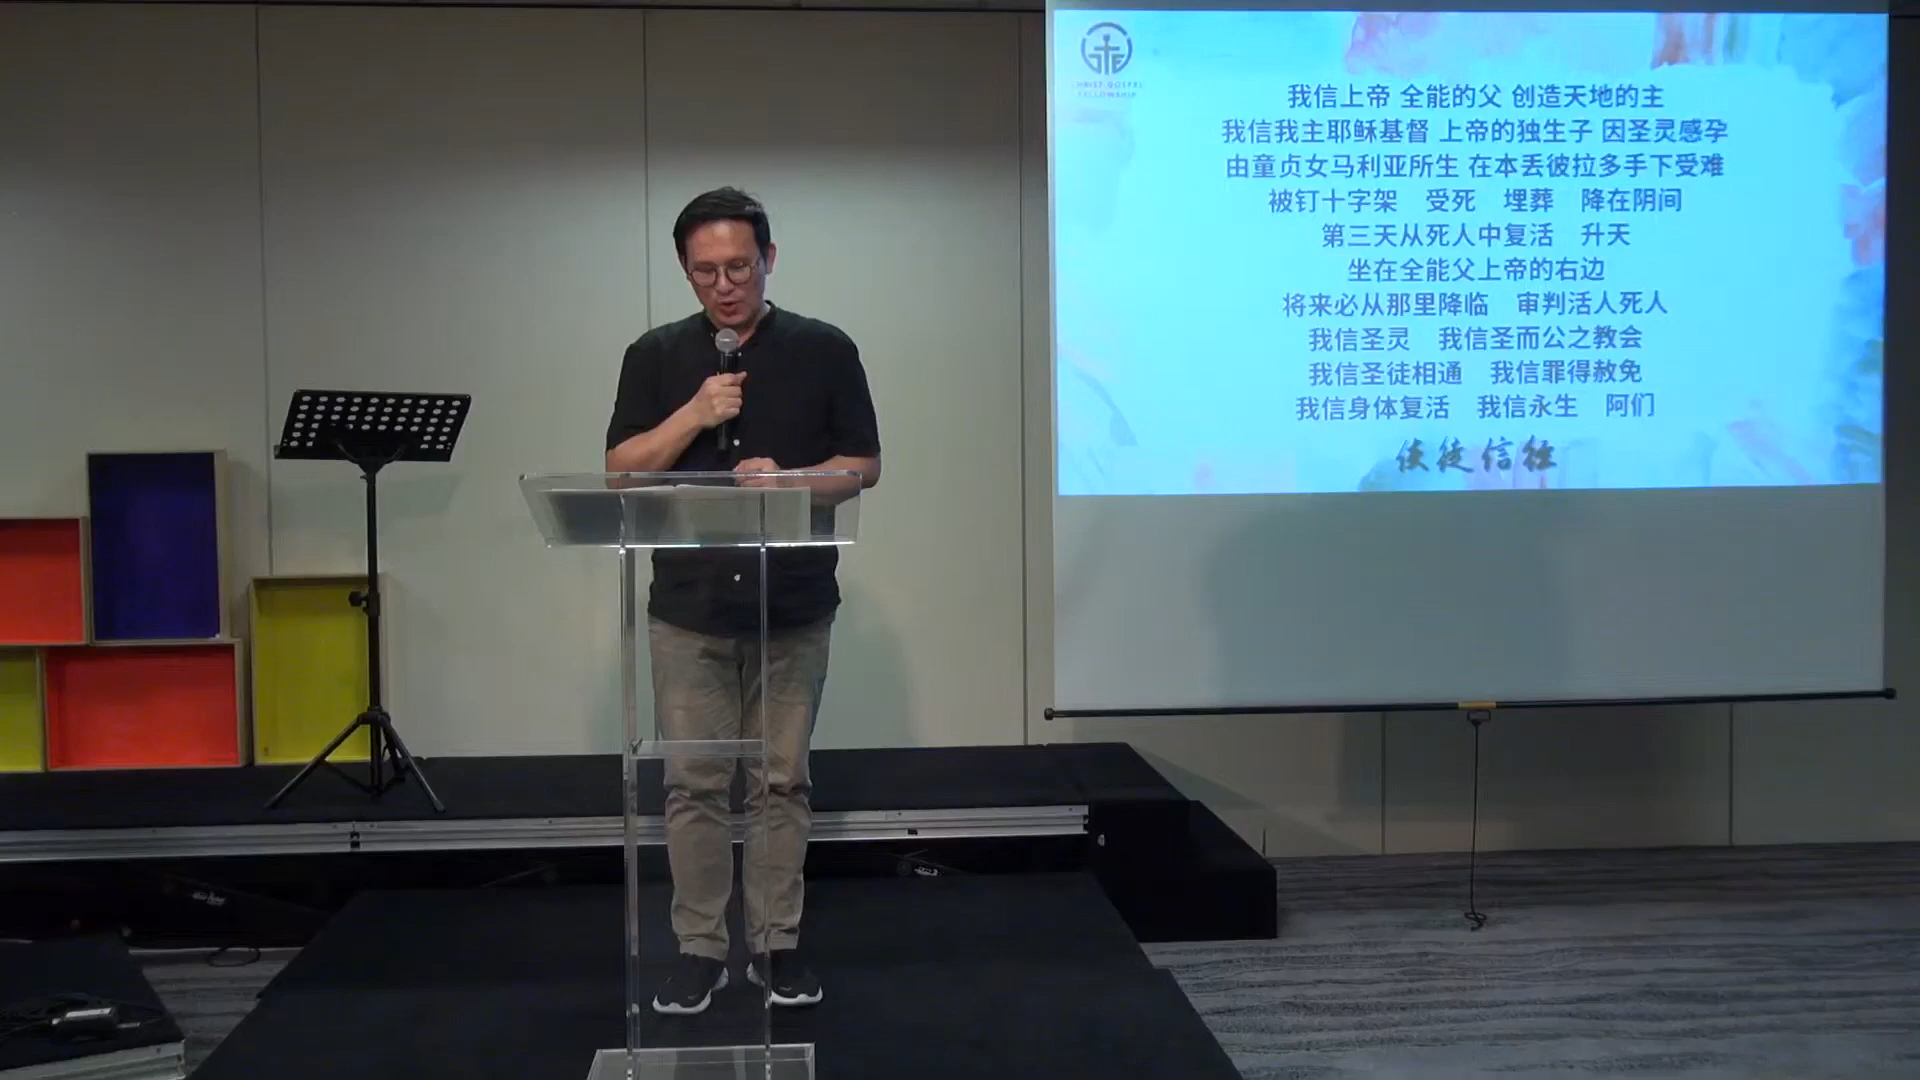 CHRIST GOSPEL
FELLOWSHIP
我信上帝 全能的父 创造天地的主
我信我主耶稣基督 上帝的独生子 因圣灵感孕
由童贞女马利亚所生 在本丢彼拉多手下受难
被钉十字架 受死 埋葬 降在阴间
第三天从死人中复活 升天
坐在全能父上帝的右边
将来必从那里降临 审判活人死人
我信圣灵 我信圣而公之教会
我信圣徒相通 我信罪得赦免
我信身体复活 我信永生 阿们
使徒信经